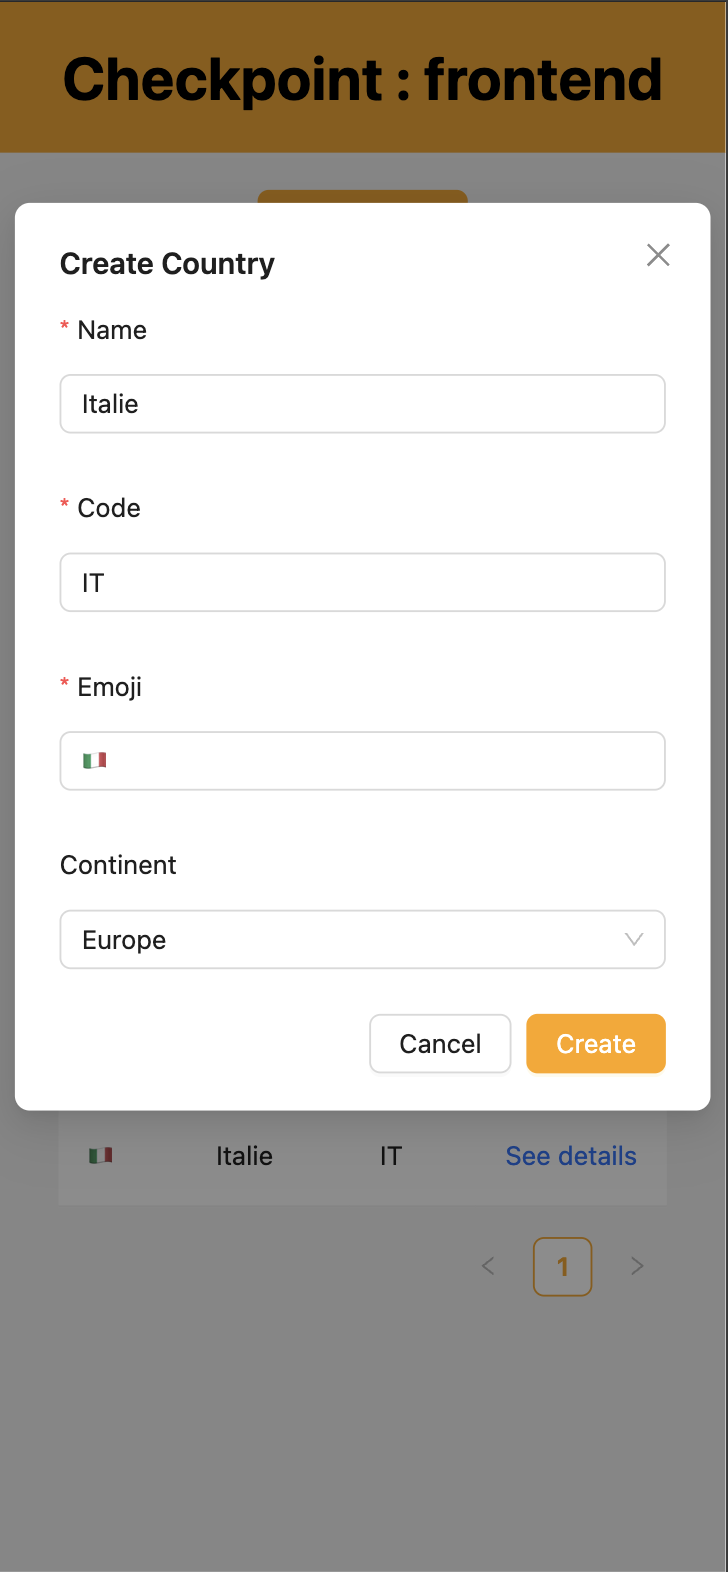 Checkpoint : frontend
Create Country
* Name
Italie
* Code
IT
* Emoji
🇮🇹
Continent
Europe
Cancel Create
🇮🇹 Italie IT See details
< 1 >